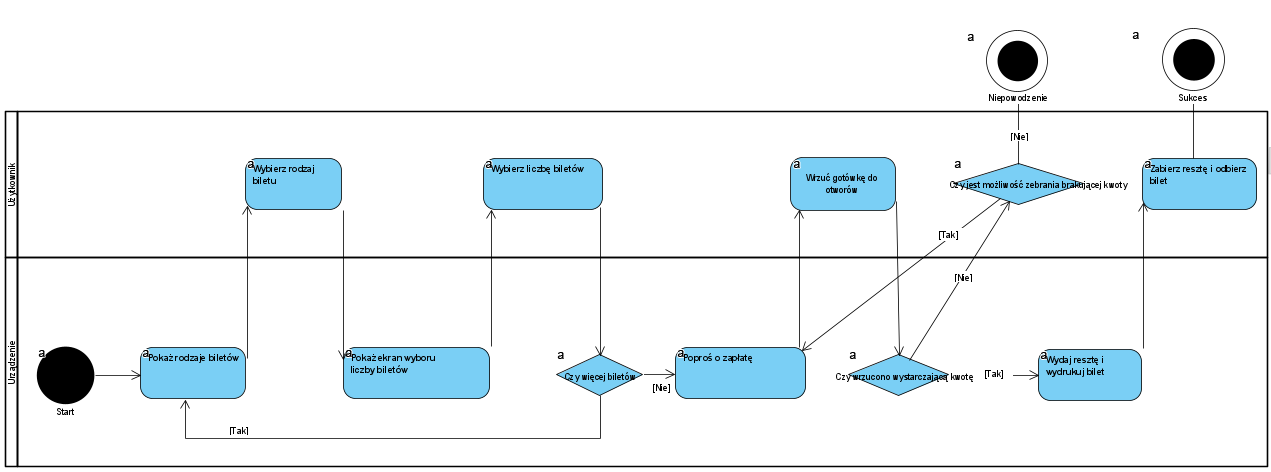 a
a
Niepowodzenie
Sukces
Użytkownik
[Nie]
a
Wybierz rodzaj
biletu
a
Wybierz liczbę biletów
a
Wrzuć gotówkę do
otworów
a
Czy jest możliwość zebrania brakującej kwoty
a
Zabierz resztę i odbierz
bilet
[Tak]
[Nie]
Urządzenie
a
Start
a
Pokaż rodzaje biletów
a
Pokaż ekran wyboru
liczby biletów
a
Czy więcej biletów
[Nie]
a
Poproś o zapłatę
a
Czy wrzucono wystarczającą kwotę
[Tak]
a
Wydaj resztę i
wydrukuj bilet
[Tak]